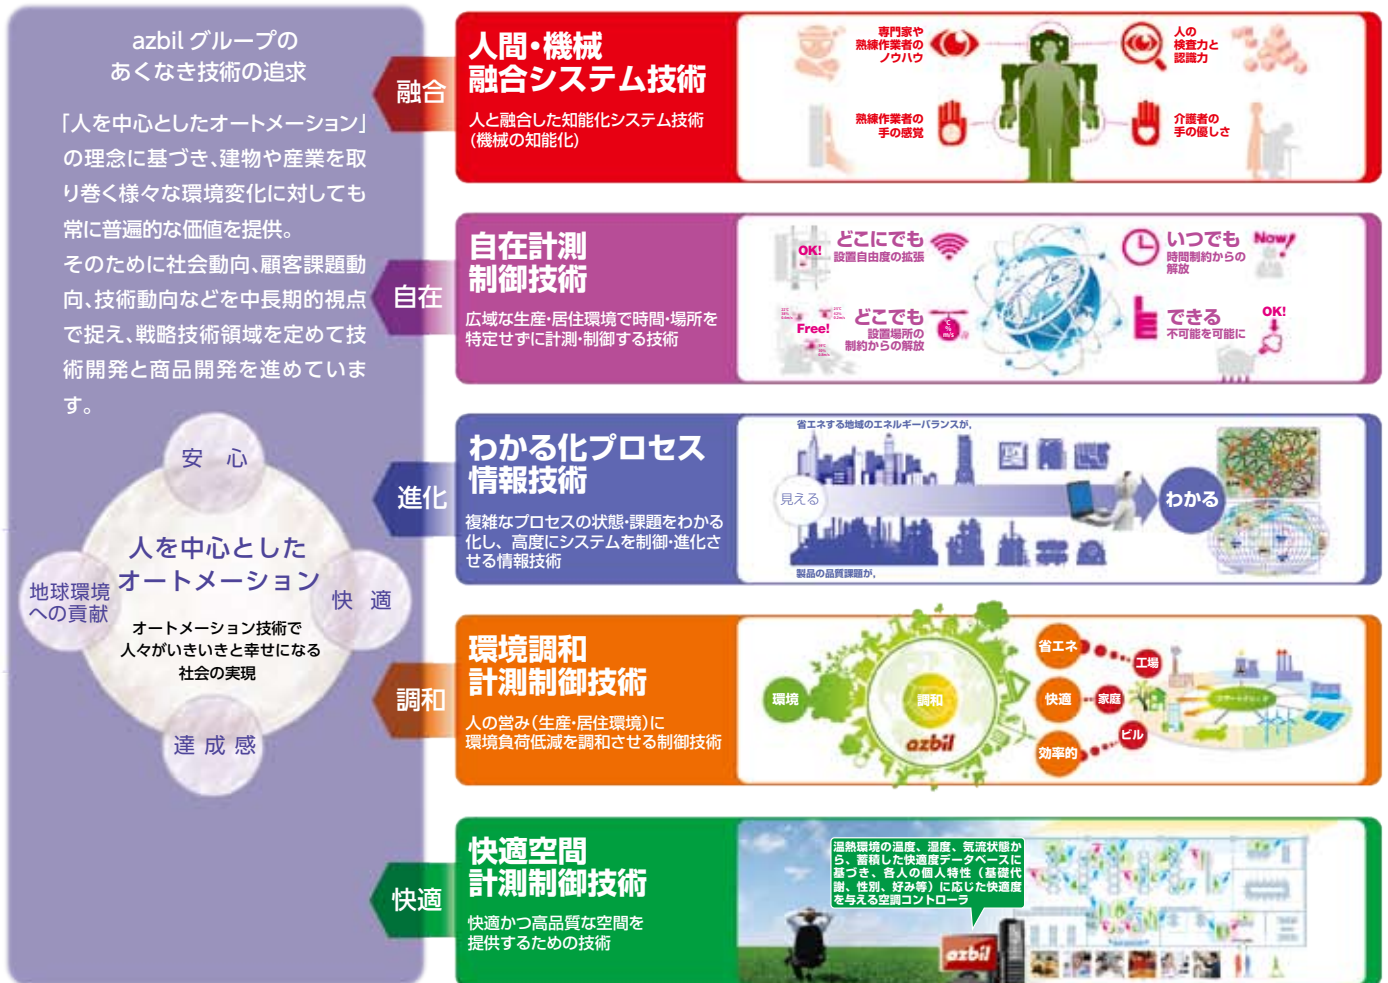 azbil グループの
あくなき技術の追求
「人を中心としたオートメーション」
の理念に基づき、建物や産業を取
り巻く様々な環境変化に対しても
常に普遍的な価値を提供。
そのために社会動向、顧客課題動
向、技術動向などを中長期的視点
で捉え、戦略技術領域を定めて技
術開発と商品開発を進めていま
す。
安 心
人を中心とした
オートメーション
地球環境
への貢献
快 適
オートメーション技術で
人々がいきいきと幸せになる
社会の実現
達 成 感
融合
人間・機械
融合システム技術
人と融合した知能化システム技術
(機械の知能化)
専門家や
熟練作業者の
ノウハウ
人の
検査力と
認識力
熟練作業者の
手の感覚
介護者の
手の優しさ
自在
自在計測
制御技術
広域な生産・居住環境で時間・場所を
特定せずに計測・制御する技術
OK!
どこにでも
設置自由度の拡張
いつでも
時間制約からの
解放
Now!
Free!
どこでも
設置場所の
制約からの解放
℃
%
m/s
できる
不可能を可能に
OK!
進化
わかる化プロセス
情報技術
複雑なプロセスの状態・課題をわかる
化し、高度にシステムを制御・進化さ
せる情報技術
省エネする地域のエネルギーバランスが、
見える
わかる
製品の品質課題が、
調和
環境調和
計測制御技術
人の営み(生産・居住環境)に
環境負荷低減を調和させる制御技術
環境
調和
azbil
省エネ
工場
快適
家庭
効率的
ビル
快適
快適空間
計測制御技術
快適かつ高品質な空間を
提供するための技術
温熱環境の温度、湿度、気流状態か
ら、蓄積した快適度データベースに
基づき、各人の個人特性（基礎代
謝、性別、好み等）に応じた快適度
を与える空調コントローラ
azbil